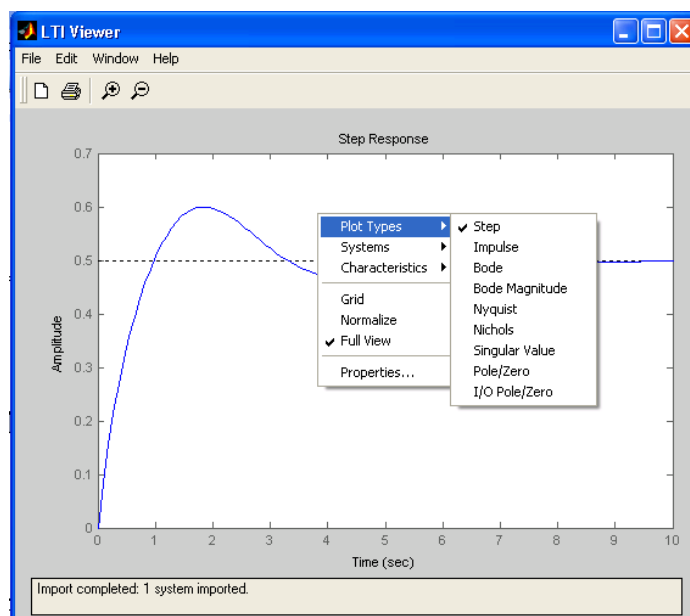 LTI Viewer
File Edit Window Help
Step Response
0.7
0.6
0.5
0.4
0.3
0.2
0.1
0
Amplitude
Plot Types
Systems
Characteristics
Grid
Normalize
Full View
Properties...
Step
Impulse
Bode
Bode Magnitude
Nyquist
Nichols
Singular Value
Pole/Zero
I/O Pole/Zero
0 1 2 3 4 5 6 7 8 9 10
Time (sec)
Import completed: 1 system imported.